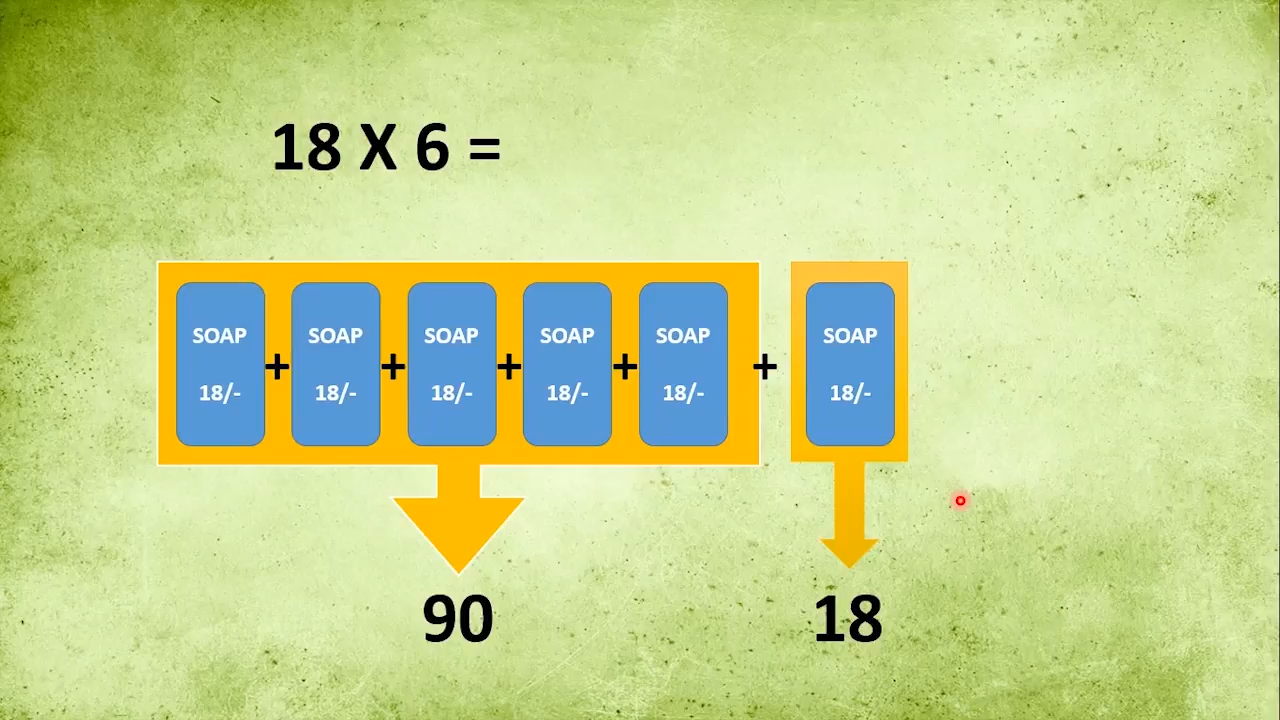 18 X 6 =
SOAP + SOAP + SOAP + SOAP + SOAP + SOAP
18/- 18/- 18/- 18/- 18/- 18/-
90 18